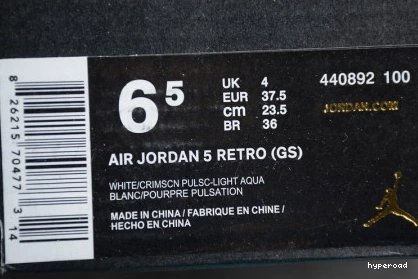 8 26215 70477 3 14
6 5
UK 4
EUR 37.5
cm 23.5
BR 36
440892 100
JORDAN.COM
AIR JORDAN 5 RETRO (GS)
WHITE/CRIMSCN PULSC-LIGHT AQUA
BLANC/POURPRE PULSATION
MADE IN CHINA / FABRIQUE EN CHINE /
HECHO EN CHINA
hyperoad